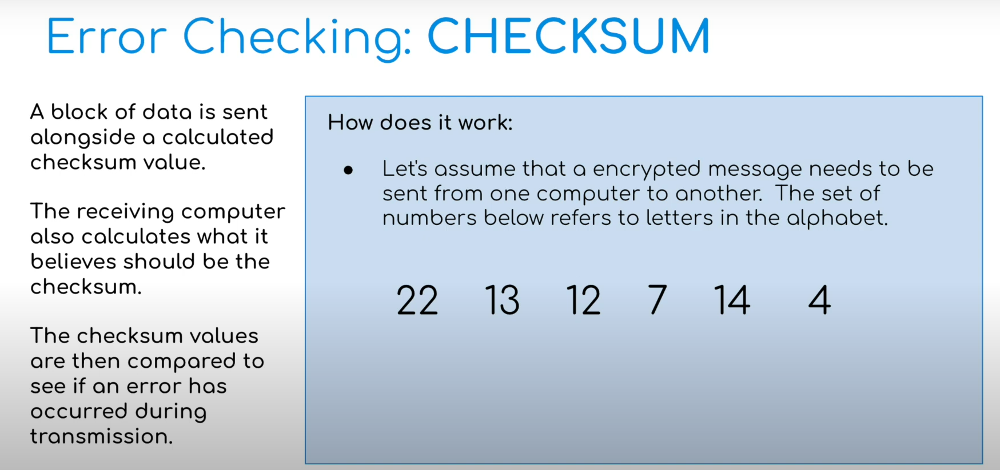 Error Checking: CHECKSUM
A block of data is sent
alongside a calculated
checksum value.
The receiving computer
also calculates what it
believes should be the
checksum.
The checksum values
are then compared to
see if an error has
occurred during
transmission.
How does it work:
● Let's assume that a encrypted message needs to be
sent from one computer to another. The set of
numbers below refers to letters in the alphabet.
22 13 12 7 14 4